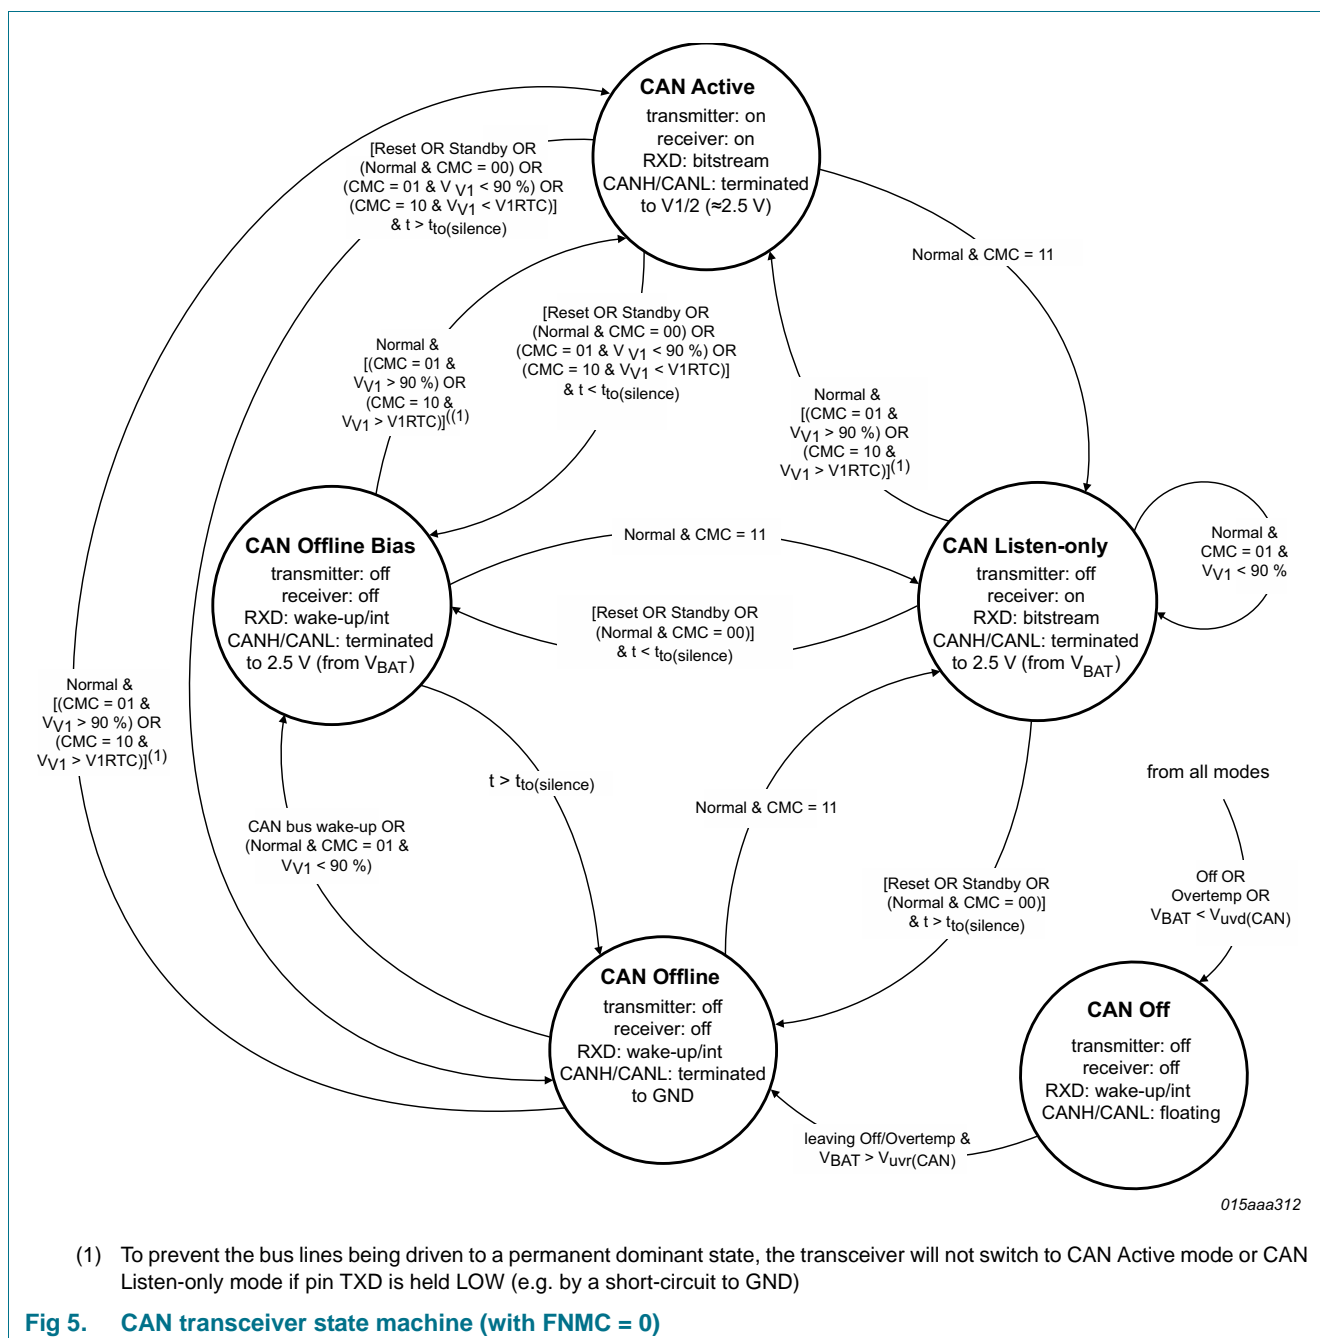 CAN Active
transmitter: on
receiver: on
RXD: bitstream
CANH/CANL: terminated
to V1/2 (≈2.5 V)
[Reset OR Standby OR
(Normal & CMC = 00) OR
(CMC = 01 & V V1 < 90 %) OR
(CMC = 10 & VV1 < V1RTC)]
& t > tto(silence)
Normal & CMC = 11
[Reset OR Standby OR
(Normal & CMC = 00) OR
(CMC = 01 & V V1 < 90 %) OR
(CMC = 10 & VV1 < V1RTC)]
& t < tto(silence)
Normal &
[(CMC = 01 &
VV1 > 90 %) OR
(CMC = 10 &
VV1 > V1RTC)]((1)
Normal &
[(CMC = 01 &
VV1 > 90 %) OR
(CMC = 10 &
VV1 > V1RTC)](1)
CAN Offline Bias
transmitter: off
receiver: off
RXD: wake-up/int
CANH/CANL: terminated
to 2.5 V (from VBAT)
Normal & CMC = 11
[Reset OR Standby OR
(Normal & CMC = 00)]
& t < tto(silence)
CAN Listen-only
transmitter: off
receiver: on
RXD: bitstream
CANH/CANL: terminated
to 2.5 V (from VBAT)
Normal &
CMC = 01 &
VV1 < 90 %
Normal &
[(CMC = 01 &
VV1 > 90 %) OR
(CMC = 10 &
VV1 > V1RTC)](1)
t > tto(silence)
Normal & CMC = 11
from all modes
CAN bus wake-up OR
(Normal & CMC = 01 &
VV1 < 90 %)
[Reset OR Standby OR
(Normal & CMC = 00)]
& t > tto(silence)
Off OR
Overtemp OR
VBAT < Vuvd(CAN)
CAN Offline
transmitter: off
receiver: off
RXD: wake-up/int
CANH/CANL: terminated
to GND
CAN Off
transmitter: off
receiver: off
RXD: wake-up/int
CANH/CANL: floating
leaving Off/Overtemp &
VBAT > Vuvr(CAN)
015aaa312
(1) To prevent the bus lines being driven to a permanent dominant state, the transceiver will not switch to CAN Active mode or CAN
Listen-only mode if pin TXD is held LOW (e.g. by a short-circuit to GND)
Fig 5. CAN transceiver state machine (with FNMC = 0)